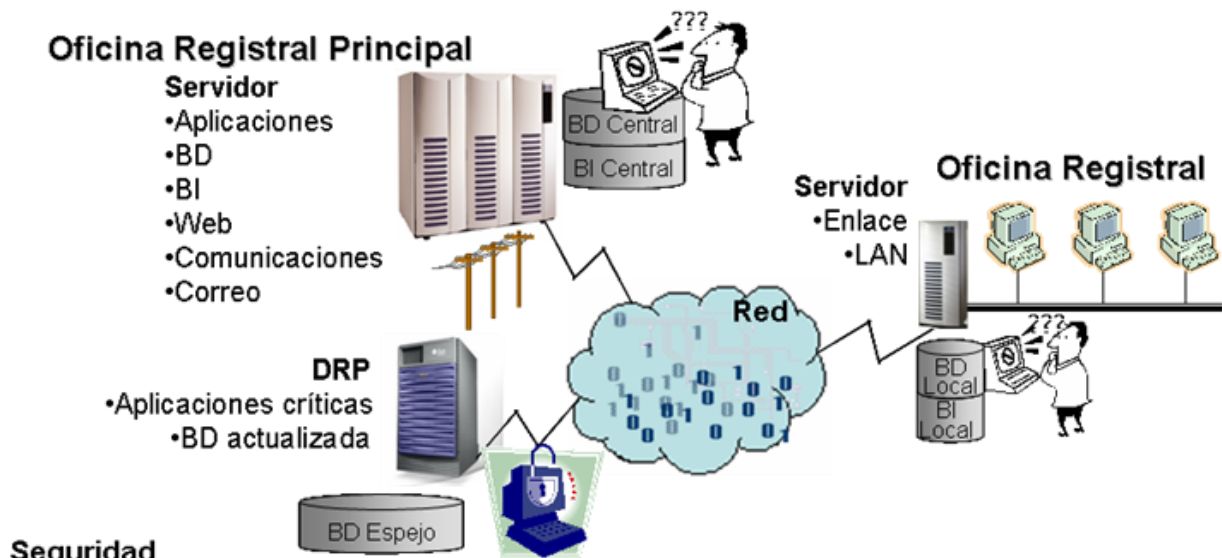 Oficina Registral Principal
???
Servidor
•Aplicaciones
•BD
•BI
•Web
•Comunicaciones
•Correo
BD Central
BI Central
Oficina Registral
Servidor
•Enlace
•LAN
Red
???
BD
Local
BI
Local
DRP
•Aplicaciones críticas
•BD actualizada
BD Espejo
Seguridad